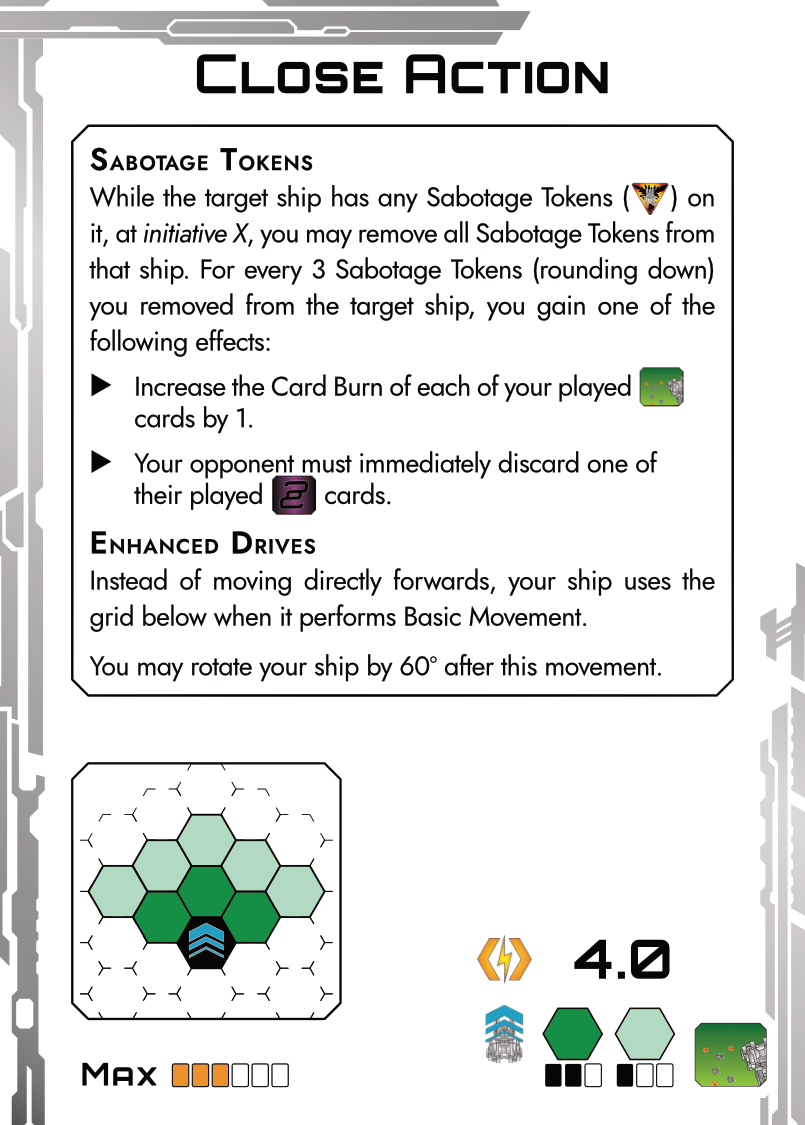 Close Action
Sabotage Tokens
While the target ship has any Sabotage Tokens ( ) on
it, at initiative X, you may remove all Sabotage Tokens from
that ship. For every 3 Sabotage Tokens (rounding down)
you removed from the target ship, you gain one of the
following effects:
▶ Increase the Card Burn of each of your played
cards by 1.
▶ Your opponent must immediately discard one of
their played cards.
Enhanced Drives
Instead of moving directly forwards, your ship uses the
grid below when it performs Basic Movement.
You may rotate your ship by 60° after this movement.
4.0
Max